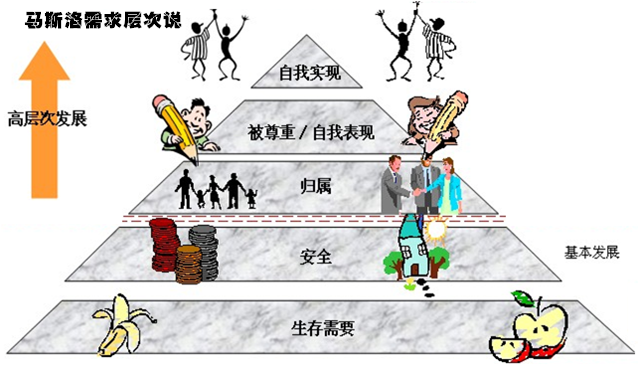 马斯洛需求层次说
自我实现
高层次发展
被尊重/自我表现
归属
安全
基本发展
生存需要